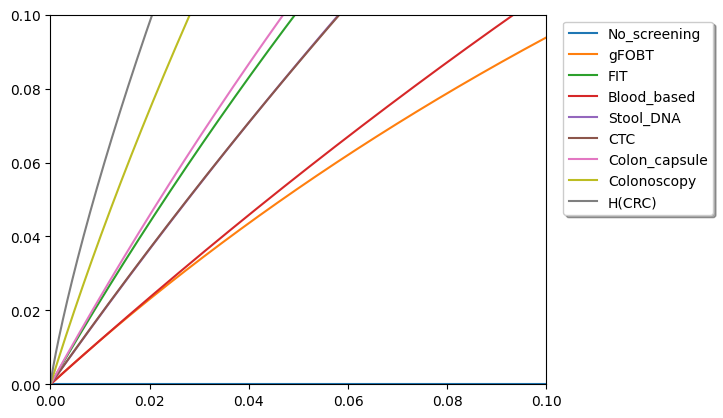 0.10
0.08
0.06
0.04
0.02
0.00
0.00 0.02 0.04 0.06 0.08 0.10
No_screening
gFOBT
FIT
Blood_based
Stool_DNA
CTC
Colon_capsule
Colonoscopy
H(CRC)